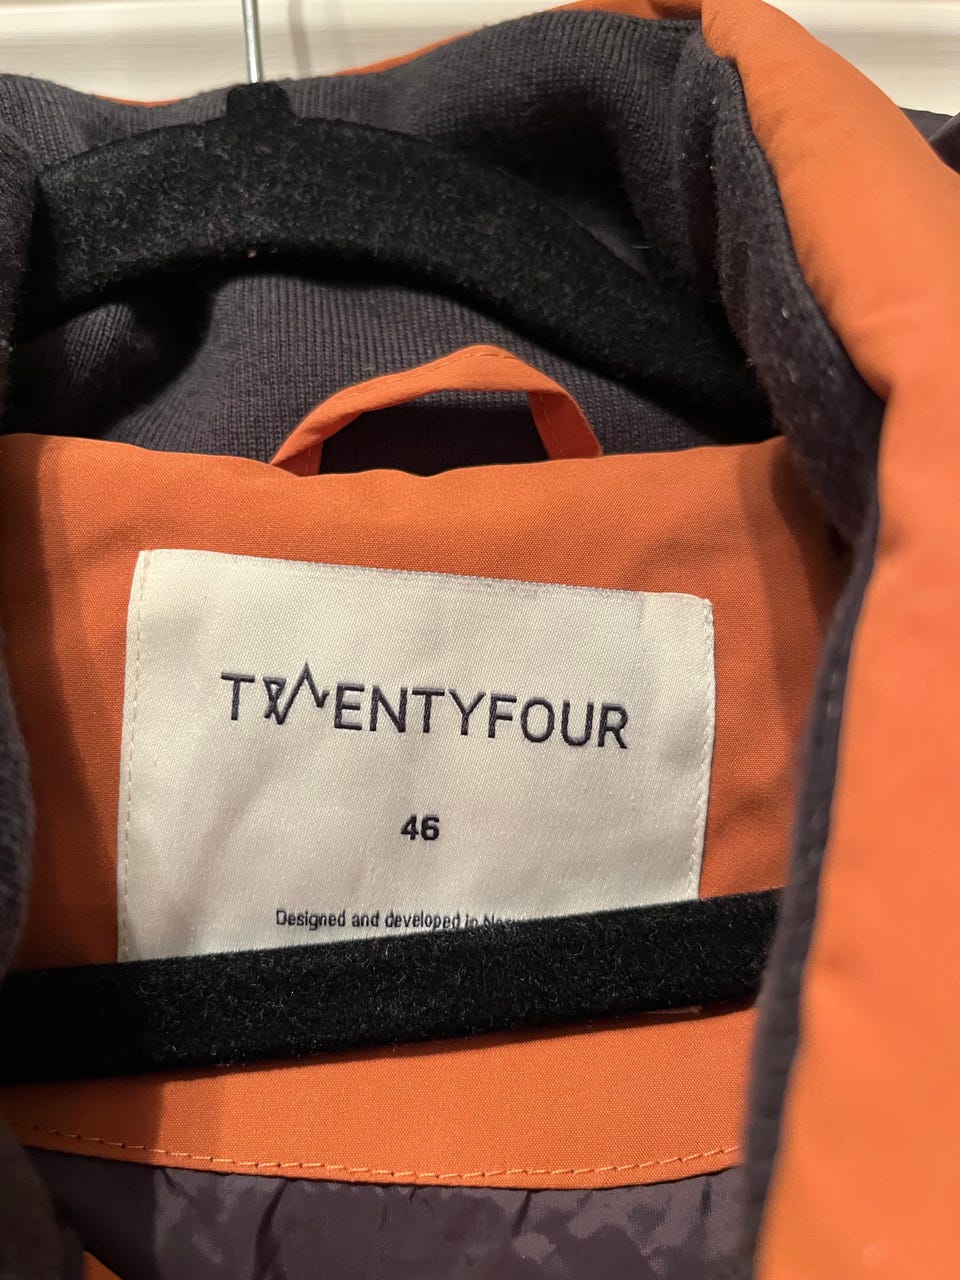 TWENTYFOUR
46
Designed and developed in